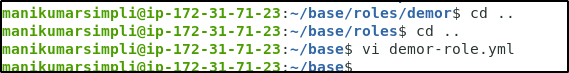 manikumarsimpli@ip-172-31-71-23:~/base/roles/demor$ cd ..
manikumarsimpli@ip-172-31-71-23:~/base/roles$ cd ..
manikumarsimpli@ip-172-31-71-23:~/base$ vi demor-role.yml
manikumarsimpli@ip-172-31-71-23:~/base$